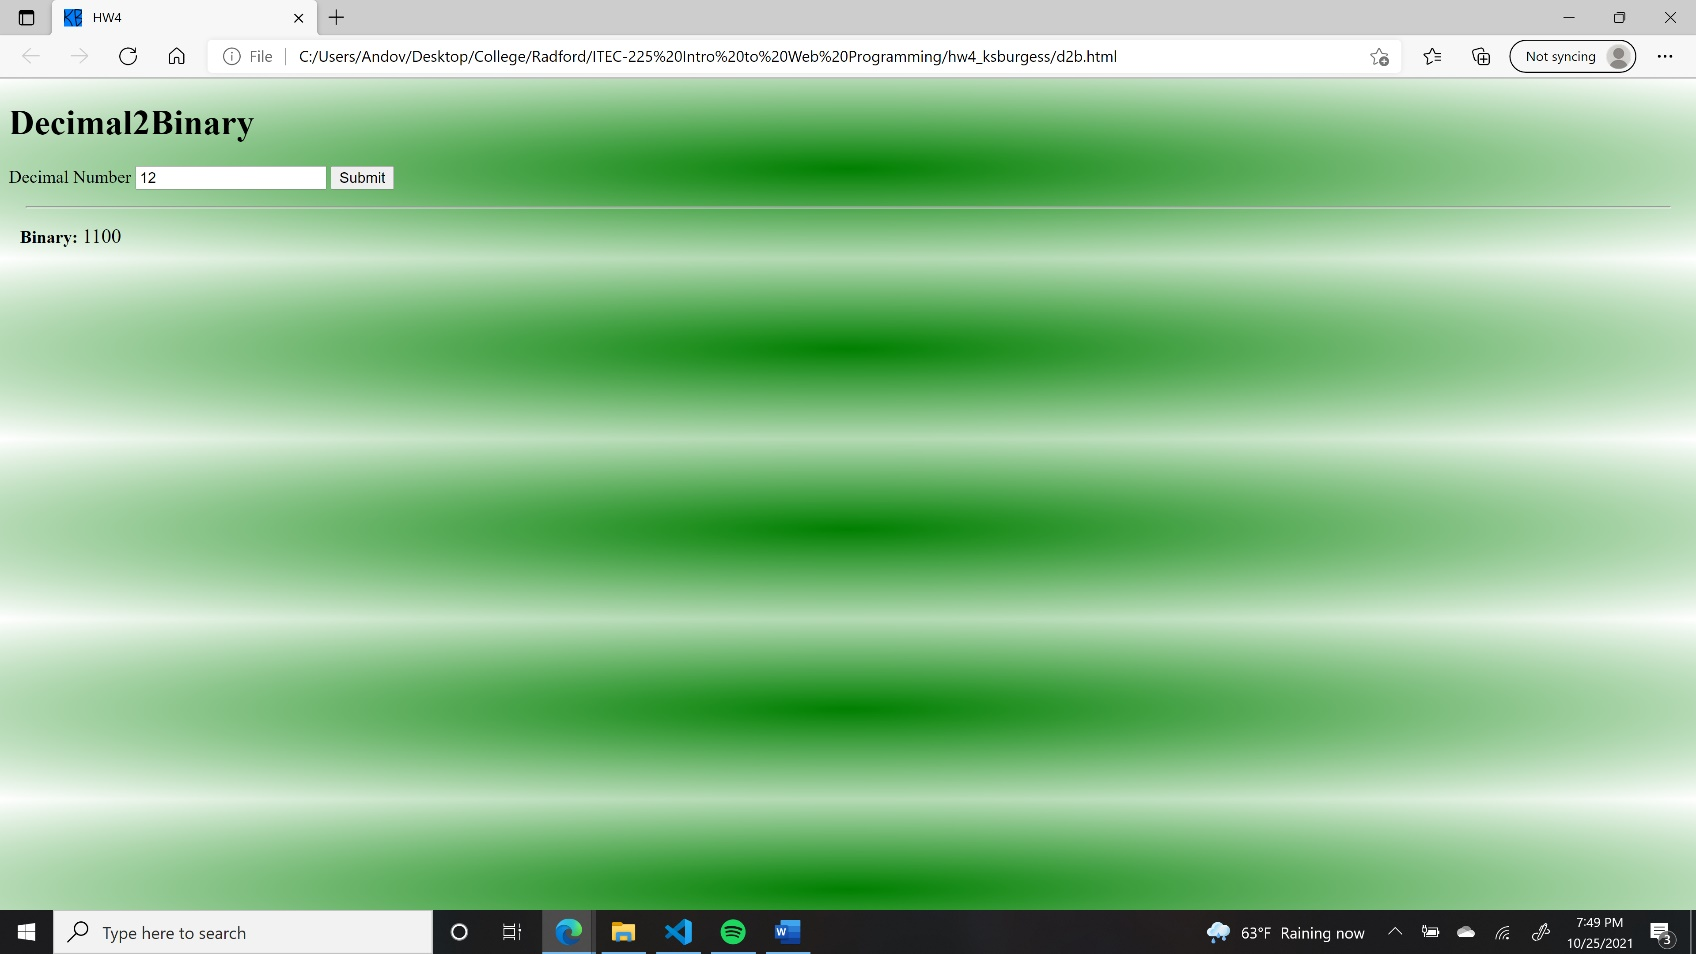 KB HW4
File C:/Users/Andov/Desktop/College/Radford/ITEC-225%20Intro%20to%20Web%20Programming/hw4_ksburgess/d2b.html Not syncing
Decimal2Binary
Decimal Number 12 Submit
Binary: 1100
Type here to search W 63°F Raining now 7:49 PM
10/25/2021 3